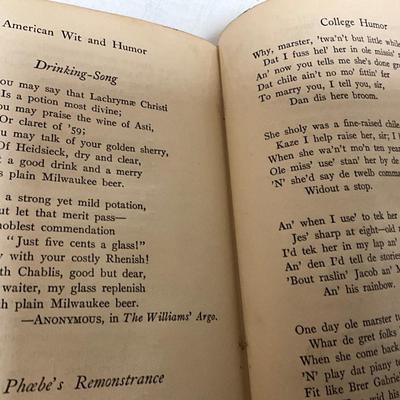 American Wit and Humor
Drinking-Song
ou may say that Lachrymæ Christi
Is a potion most divine;
ou may praise the wine of Asti,
Or claret of '59;
u may talk of your golden sherry,
Of Heidsieck, dry and clear,
t a good drink and a merry
s plain Milwaukee beer.
a strong yet mild potation,
ut let that merit pass—
noblest commendation
"Just five cents a glass!"
y with your costly Rhenish!
th Chablis, good but dear,
waiter, my glass replenish
th plain Milwaukee beer.
—ANONYMOUS, in The Williams' Argo.
Phœbe's Remonstrance
College Humor
Why, marster, 'twa'n't but little while
Dat I fuss hel' her in ole missis'
An' now you tells me she's done gre
Dat chile ain't no mo' fittin' fer
To marry you, I tell you, sir,
Dan dis here broom.
She sholy was a fine-raised chile
Kaze I help raise her, sir; I t
When she wa'n't mo'n ten year
Ole miss' use' stan' her by de
'N' she'd say de twelb comm
Widout a stop.
An' when I use' to tek her
Jes' sharp at eight—ol' ma
I'd tek her in my lap an'
An' den I'd tell de stories
'Bout raslin' Jacob an' M
An' his rainbow.
One day ole marster to
What de gret folks l
When she come back
'N' play dat piany to
Fit like Brer Gabrie